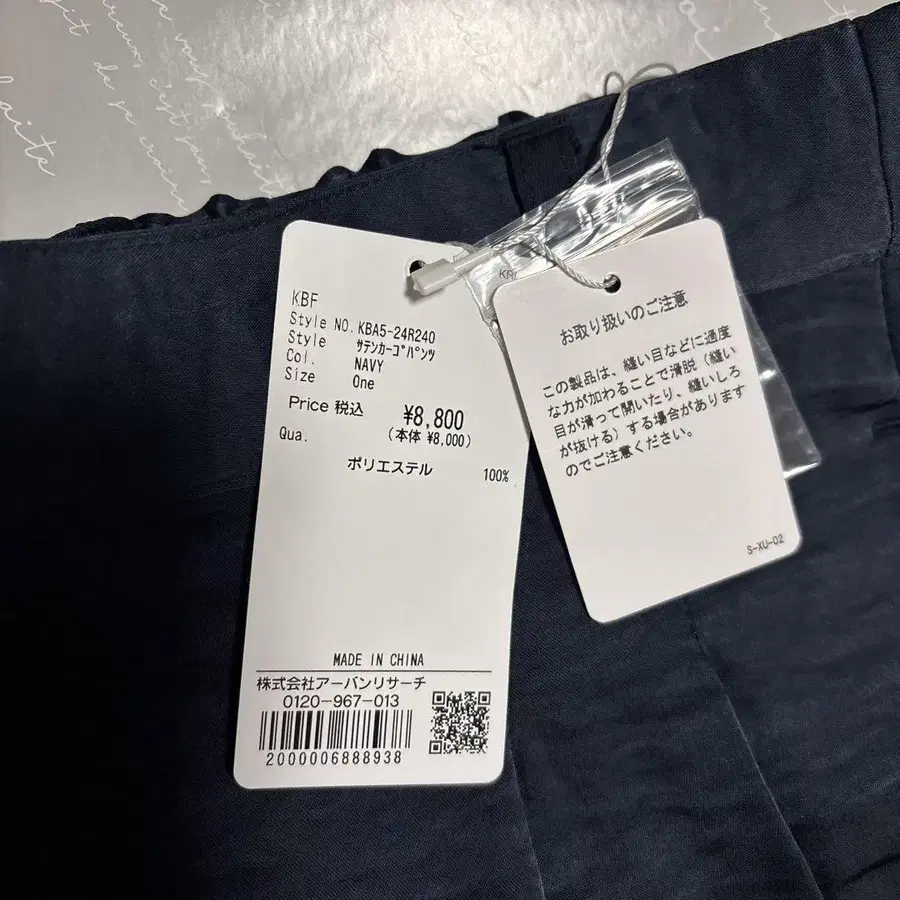 KBF
Style NO. KBA5-24R240
Style ｻﾃﾝｶｰｺﾞﾊﾟﾝﾂ
Col. NAVY
Size One
Price 税込 ¥8,800
Qua. (本体 ¥8,000)
ポリエステル 100%
MADE IN CHINA
株式会社アーバンリサーチ
0120-967-013
2000006888938
お取り扱いのご注意
この製品は、縫い目などに過度
な力が加わることで滑脱（縫い
目が滑って開いたり、縫いしろ
が抜ける）する場合があります
のでご注意ください。
S-XU-02